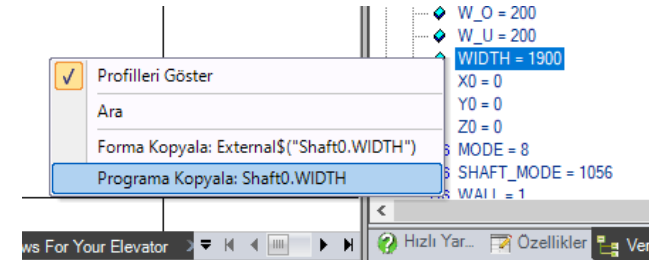 W_O = 200
W_U = 200
WIDTH = 1900
X0 = 0
Y0 = 0
Z0 = 0
MODE = 8
SHAFT_MODE = 1056
WALL = 1
Profilleri Göster
Ara
Forma Kopyala: External$("Shaft0.WIDTH")
Programa Kopyala: Shaft0.WIDTH
ws For Your Elevator
Hızlı Yar...
Özellikler
Ver